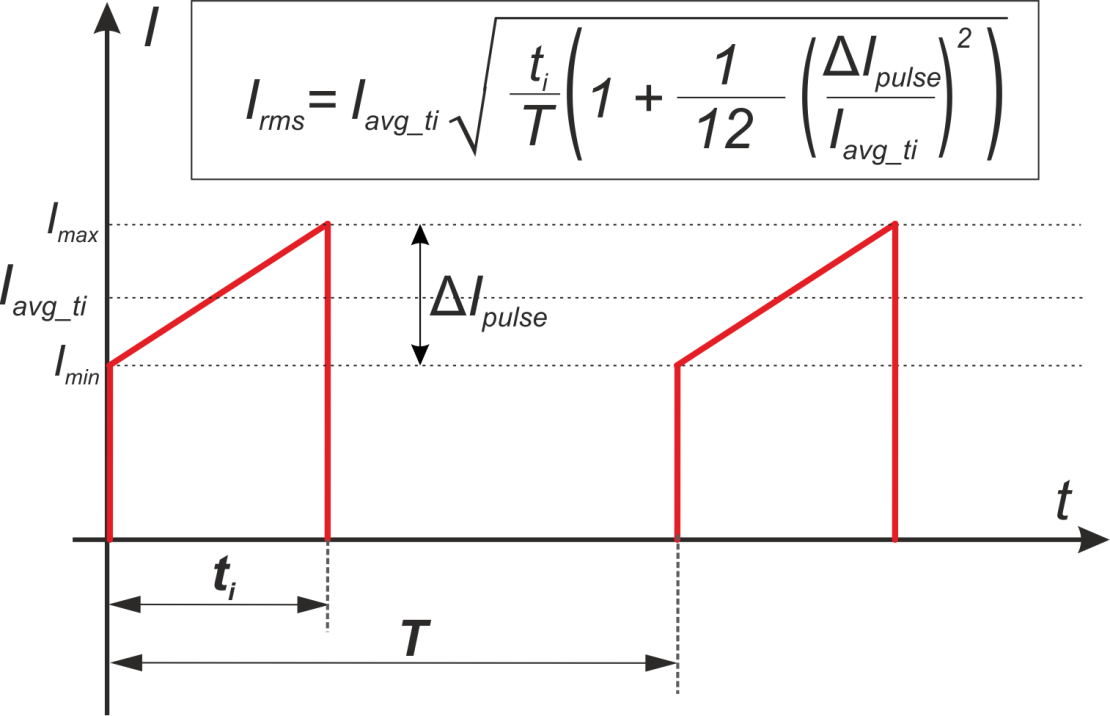 I
I_rms = I_avg_ti √( t_i/T ( 1 + 1/12 ( ΔI_pulse / I_avg_ti )^2 ) )
I_max
I_avg_ti
ΔI_pulse
I_min
t
t_i
T